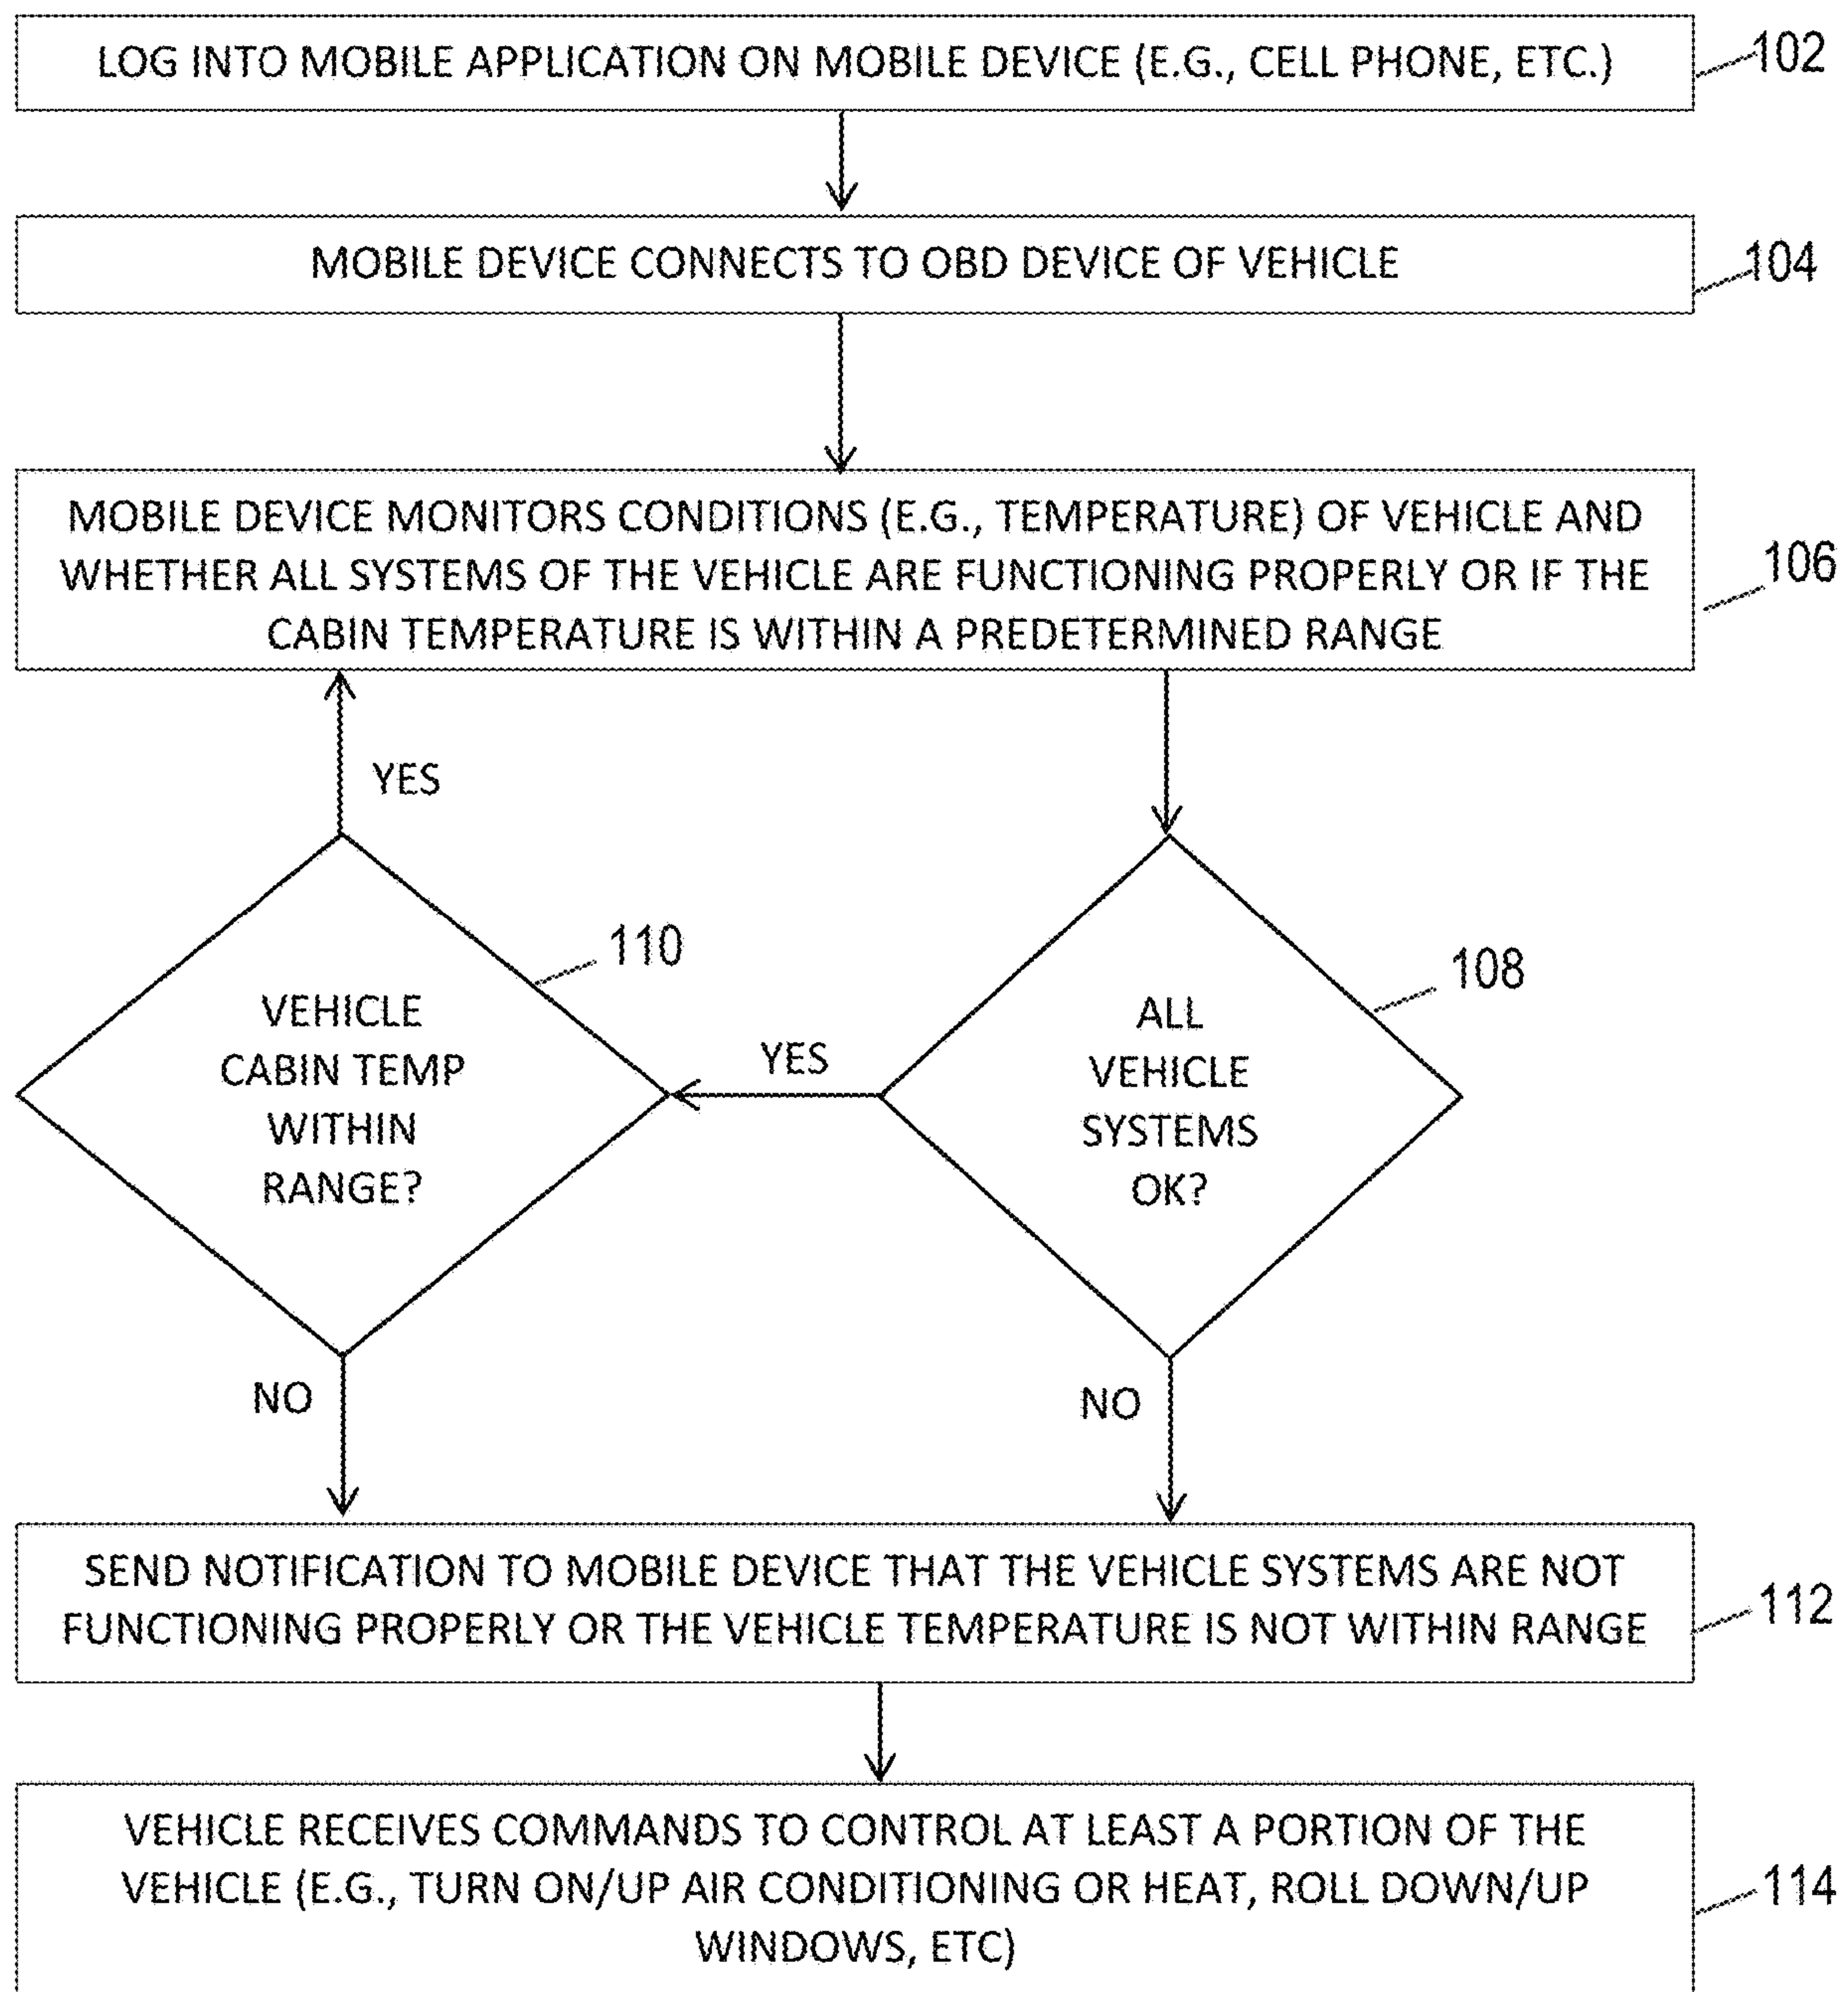 LOG INTO MOBILE APPLICATION ON MOBILE DEVICE (E.G., CELL PHONE, ETC.)
102
MOBILE DEVICE CONNECTS TO OBD DEVICE OF VEHICLE
104
MOBILE DEVICE MONITORS CONDITIONS (E.G., TEMPERATURE) OF VEHICLE AND
WHETHER ALL SYSTEMS OF THE VEHICLE ARE FUNCTIONING PROPERLY OR IF THE
CABIN TEMPERATURE IS WITHIN A PREDETERMINED RANGE
106
YES
110
VEHICLE
CABIN TEMP
WITHIN
RANGE?
YES
108
ALL
VEHICLE
SYSTEMS
OK?
NO
NO
SEND NOTIFICATION TO MOBILE DEVICE THAT THE VEHICLE SYSTEMS ARE NOT
FUNCTIONING PROPERLY OR THE VEHICLE TEMPERATURE IS NOT WITHIN RANGE
112
VEHICLE RECEIVES COMMANDS TO CONTROL AT LEAST A PORTION OF THE
VEHICLE (E.G., TURN ON/UP AIR CONDITIONING OR HEAT, ROLL DOWN/UP
WINDOWS, ETC)
114